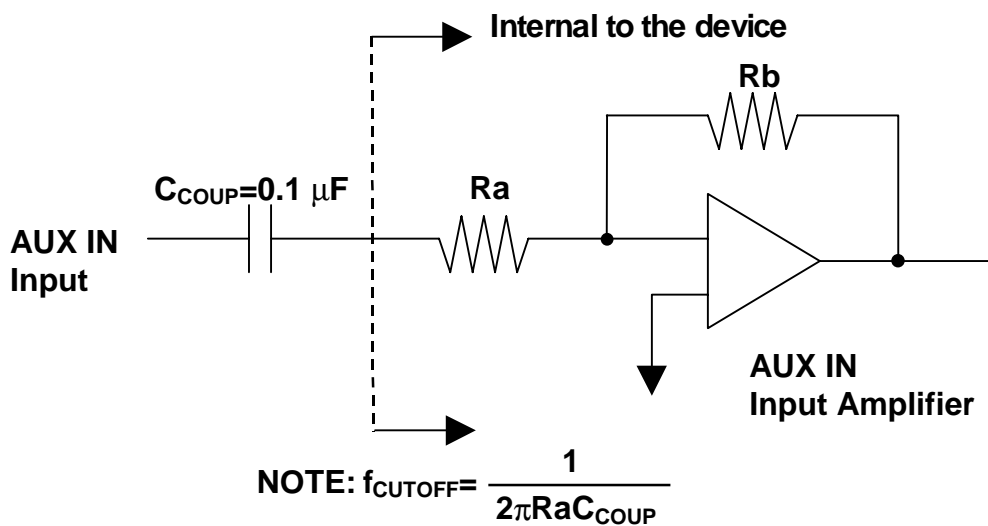 Internal to the device
Rb
C_COUP=0.1 μF
Ra
AUX IN
Input
AUX IN
Input Amplifier
NOTE: f_CUTOFF= 1 / 2πRaC_COUP